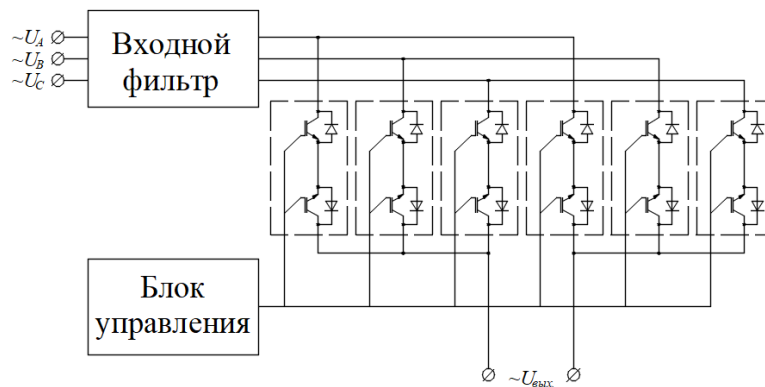 ~U_A
~U_B
~U_C
Входной
фильтр
Блок
управления
~U_вых.